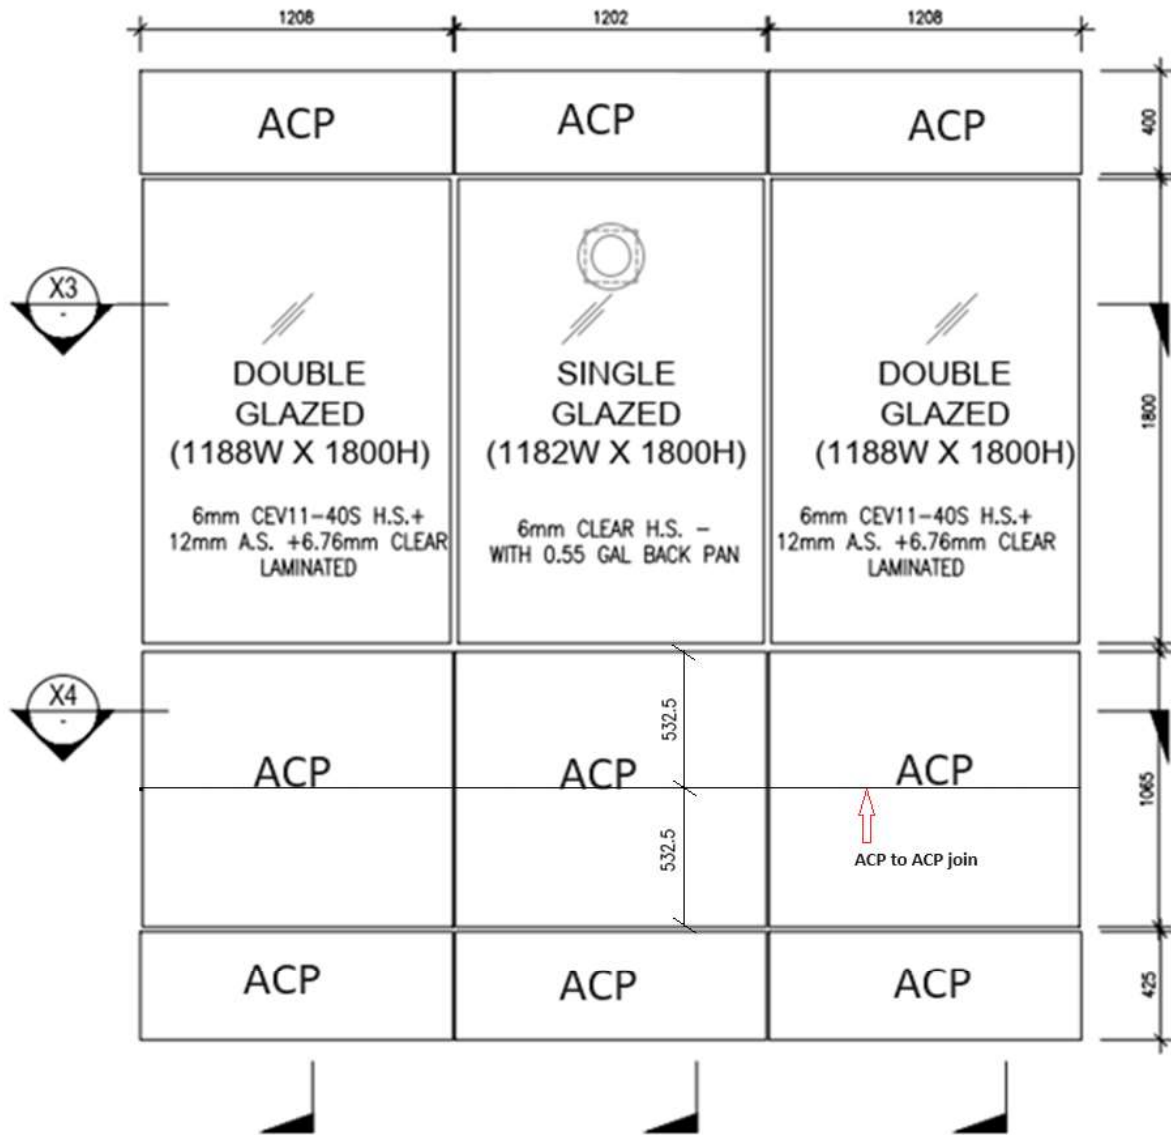 1208
1202
1208
ACP
ACP
ACP
400
X3
-
DOUBLE
GLAZED
(1188W X 1800H)
6mm CEV11-40S H.S.+
12mm A.S. +6.76mm CLEAR
LAMINATED
SINGLE
GLAZED
(1182W X 1800H)
6mm CLEAR H.S. -
WITH 0.55 GAL BACK PAN
DOUBLE
GLAZED
(1188W X 1800H)
6mm CEV11-40S H.S.+
12mm A.S. +6.76mm CLEAR
LAMINATED
1800
X4
-
ACP
ACP
ACP
532.5
532.5
ACP to ACP join
1065
ACP
ACP
ACP
425